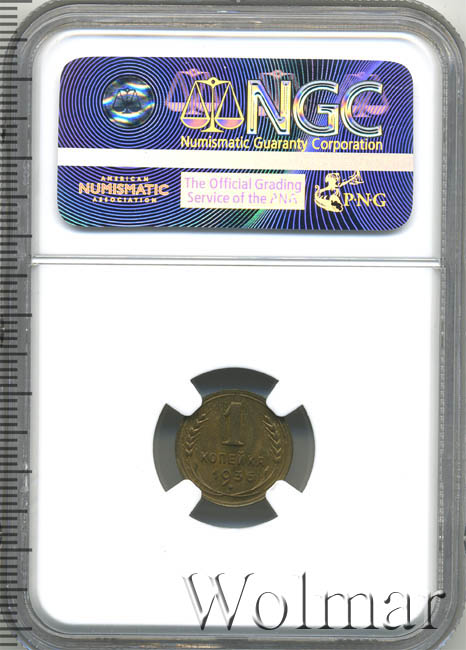 NGC
Numismatic Guaranty Corporation
AMERICAN
NUMISMATIC
ASSOCIATION
The Official Grading
Service of the PNG
PNG
1
КОПЕЙКА
Wolmar